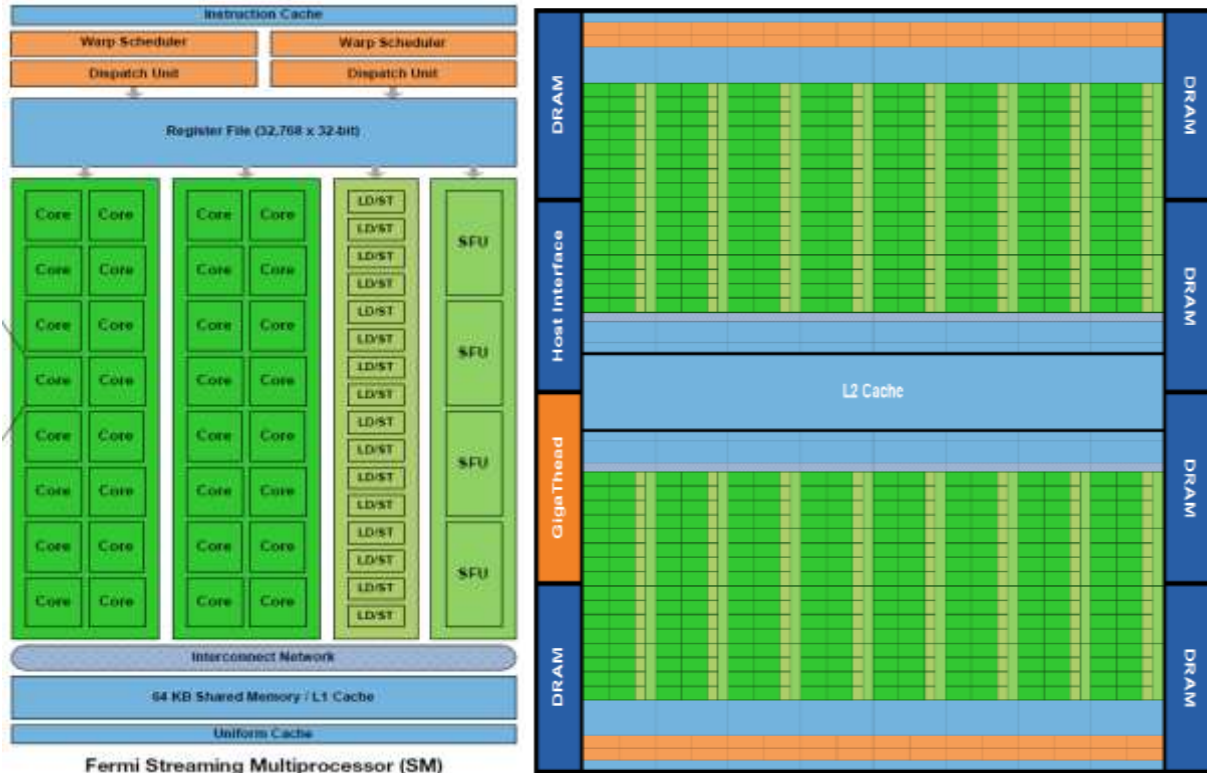 Instruction Cache
Warp Scheduler Warp Scheduler
Dispatch Unit Dispatch Unit
Register File (32,768 x 32-bit)
Core Core Core Core LD/ST
LD/ST SFU
Core Core Core Core LD/ST
LD/ST
Core Core Core Core LD/ST
LD/ST SFU
Core Core Core Core LD/ST
LD/ST
Core Core Core Core LD/ST
LD/ST SFU
Core Core Core Core LD/ST
LD/ST
Core Core Core Core LD/ST
LD/ST SFU
Core Core Core Core LD/ST
LD/ST
Interconnect Network
64 KB Shared Memory / L1 Cache
Uniform Cache
Fermi Streaming Multiprocessor (SM)
DRAM
Host Interface
GigaThead
DRAM
L2 Cache
DRAM
DRAM
DRAM
DRAM